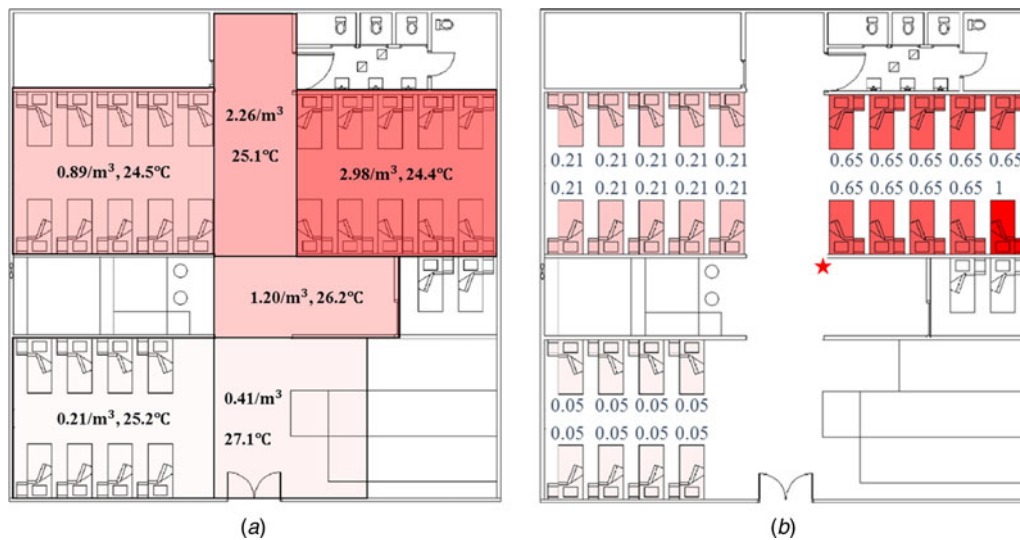 2.26/m³
25.1℃
0.89/m³, 24.5℃
2.98/m³, 24.4℃
1.20/m³, 26.2℃
0.41/m³
0.21/m³, 25.2℃
27.1℃
(a)
0.21 0.21 0.21 0.21 0.21
0.21 0.21 0.21 0.21 0.21
0.65 0.65 0.65 0.65 0.65
0.65 0.65 0.65 0.65 1
0.05 0.05 0.05 0.05
0.05 0.05 0.05 0.05
(b)